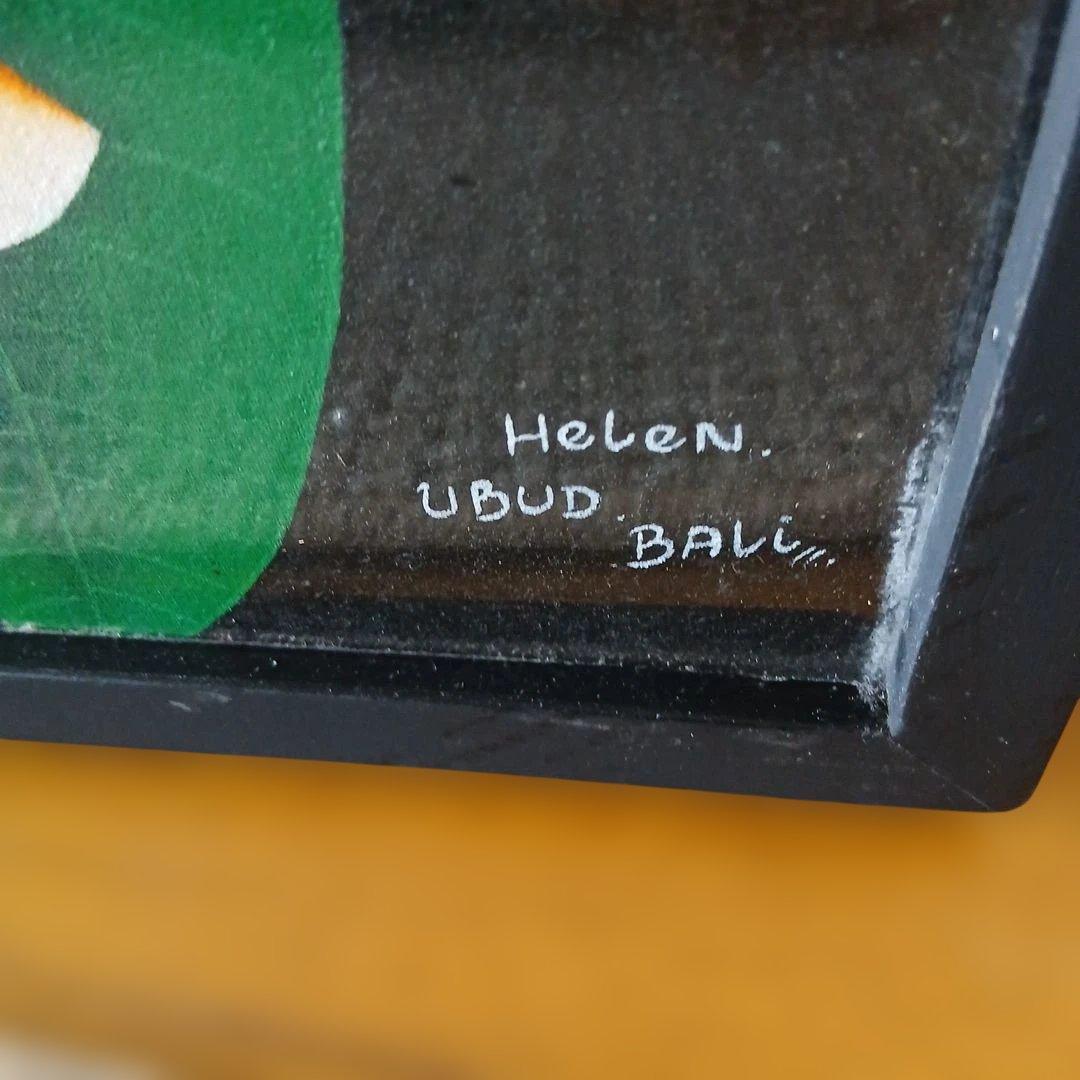 HeLeN.
UBUD.
BALi,,,.